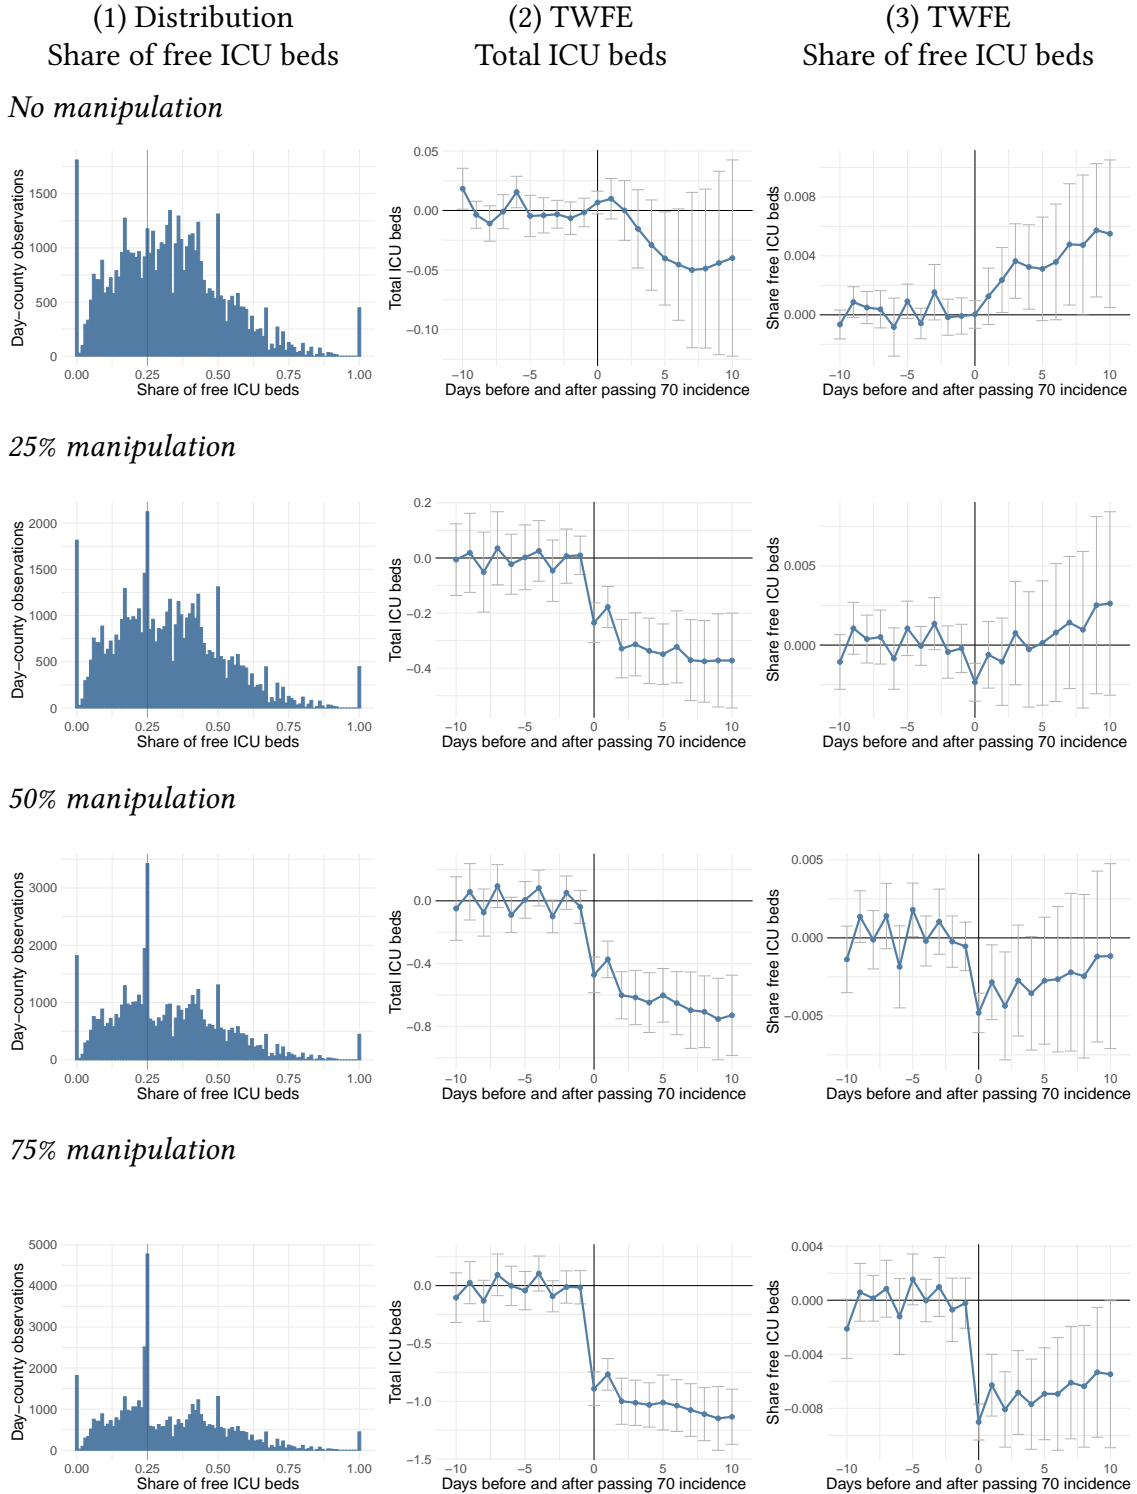 (1) Distribution
Share of free ICU beds
(2) TWFE
Total ICU beds
(3) TWFE
Share of free ICU beds
No manipulation
Day−county observations
1500
1000
500
0
0.00 0.25 0.50 0.75 1.00
Share of free ICU beds
Total ICU beds
0.05
0.00
−0.05
−0.10
−10 −5 0 5 10
Days before and after passing 70 incidence
Share free ICU beds
0.008
0.004
0.000
−10 −5 0 5 10
Days before and after passing 70 incidence
25% manipulation
Day−county observations
2000
1500
1000
500
0
0.00 0.25 0.50 0.75 1.00
Share of free ICU beds
Total ICU beds
0.2
0.0
−0.2
−0.4
−10 −5 0 5 10
Days before and after passing 70 incidence
Share free ICU beds
0.005
0.000
−10 −5 0 5 10
Days before and after passing 70 incidence
50% manipulation
Day−county observations
3000
2000
1000
0
0.00 0.25 0.50 0.75 1.00
Share of free ICU beds
Total ICU beds
0.0
−0.4
−0.8
−10 −5 0 5 10
Days before and after passing 70 incidence
Share free ICU beds
0.005
0.000
−0.005
−10 −5 0 5 10
Days before and after passing 70 incidence
75% manipulation
Day−county observations
5000
4000
3000
2000
1000
0
0.00 0.25 0.50 0.75 1.00
Share of free ICU beds
Total ICU beds
0.0
−0.5
−1.0
−1.5
−10 −5 0 5 10
Days before and after passing 70 incidence
Share free ICU beds
0.004
0.000
−0.004
−0.008
−10 −5 0 5 10
Days before and after passing 70 incidence